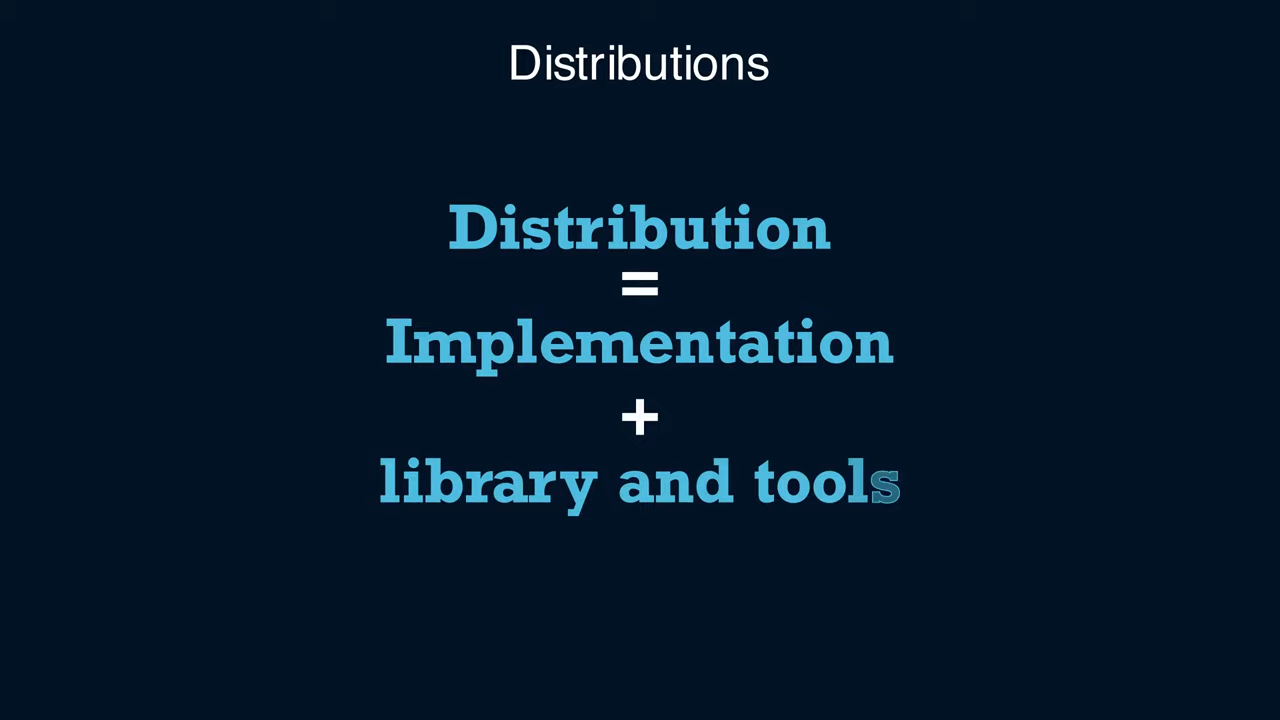 Distributions
Distribution
=
Implementation
+
library and tools